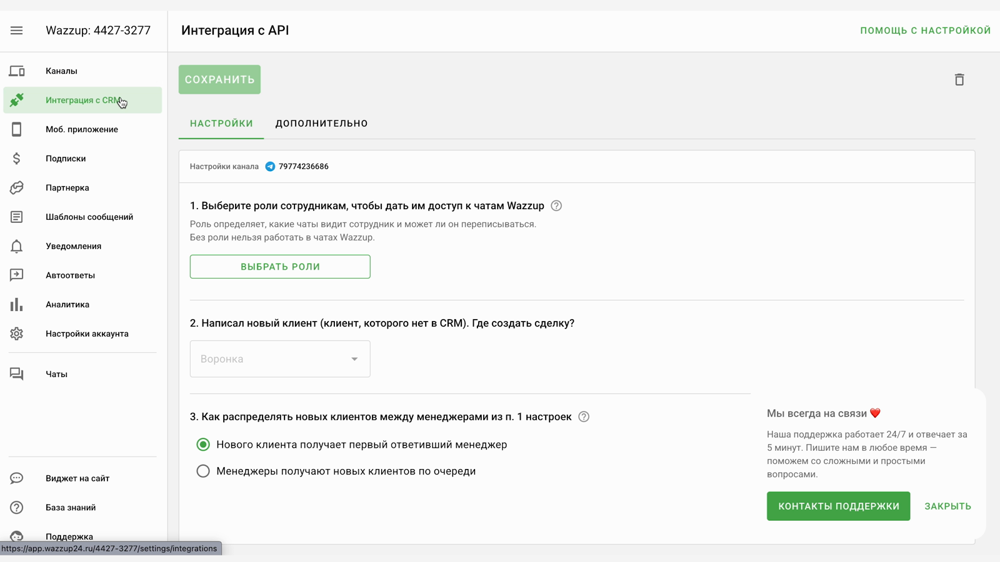 Wazzup: 4427-3277
Интеграция с API
ПОМОЩЬ С НАСТРОЙКОЙ
Каналы
Интеграция с CRM
Моб. приложение
Подписки
Партнерка
Шаблоны сообщений
Уведомления
Автоответы
Аналитика
Настройки аккаунта
Чаты
Виджет на сайт
База знаний
Поддержка
https://app.wazzup24.ru/4427-3277/settings/integrations
СОХРАНИТЬ
НАСТРОЙКИ
ДОПОЛНИТЕЛЬНО
Настройки канала 79774236686
1. Выберите роли сотрудникам, чтобы дать им доступ к чатам Wazzup
Роль определяет, какие чаты видит сотрудник и может ли он переписываться.
Без роли нельзя работать в чатах Wazzup.
ВЫБРАТЬ РОЛИ
2. Написал новый клиент (клиент, которого нет в CRM). Где создать сделку?
Воронка
3. Как распределять новых клиентов между менеджерами из п. 1 настроек
Нового клиента получает первый ответивший менеджер
Менеджеры получают новых клиентов по очереди
Мы всегда на связи ❤️
Наша поддержка работает 24/7 и отвечает за
5 минут. Пишите нам в любое время —
поможем со сложными и простыми
вопросами.
КОНТАКТЫ ПОДДЕРЖКИ
ЗАКРЫТЬ